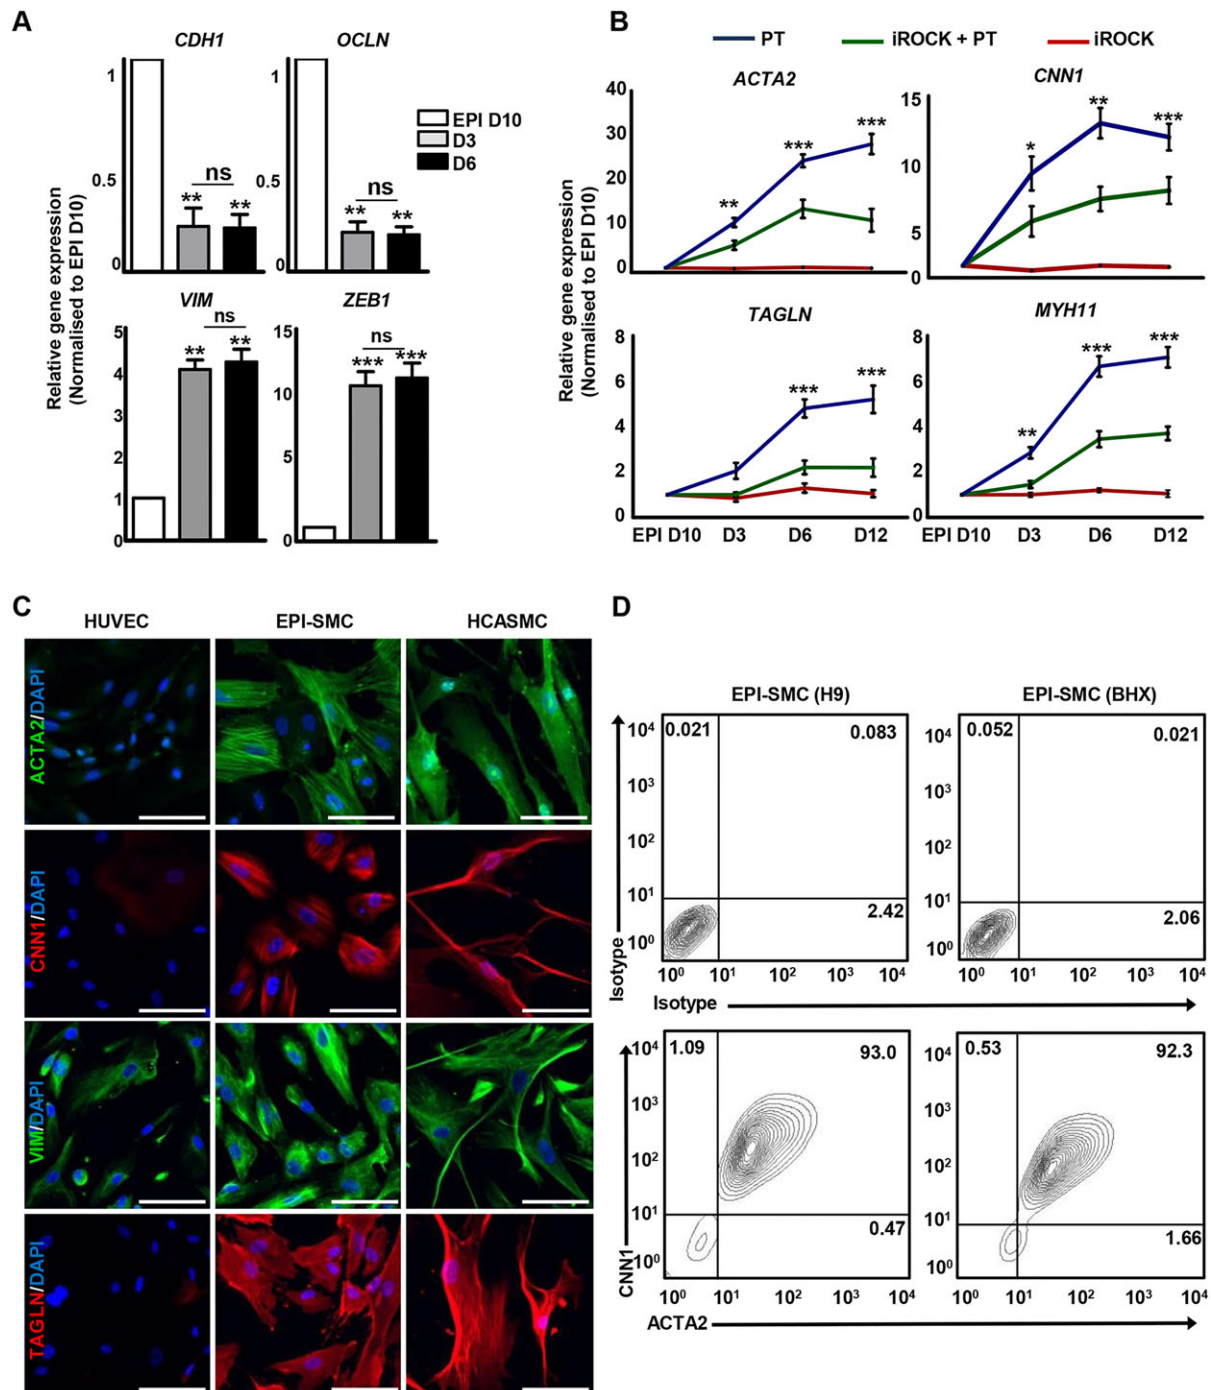 A
CDH1
OCLN
1
0.5
0
1
0.5
0
** ns **
** ns **
EPI D10
D3
D6
Relative gene expression
(Normalised to EPI D10)
VIM
ZEB1
5
4
3
2
1
0
15
10
5
0
** ns **
*** ns ***
B
PT
iROCK + PT
iROCK
ACTA2
CNN1
40
30
20
10
0
** *** ***
15
10
5
0
* ** ***
Relative gene expression
(Normalised to EPI D10)
TAGLN
MYH11
8
6
4
2
0
*** ***
8
6
4
2
0
** *** ***
EPI D10 D3 D6 D12
EPI D10 D3 D6 D12
C
HUVEC
EPI-SMC
HCASMC
ACTA2/DAPI
CNN1/DAPI
VIM/DAPI
TAGLN/DAPI
D
EPI-SMC (H9)
EPI-SMC (BHX)
10⁴
10³
10²
10¹
10⁰
0.021 0.083
2.42
10⁰ 10¹ 10² 10³ 10⁴
10⁴
10³
10²
10¹
10⁰
0.052 0.021
2.06
10⁰ 10¹ 10² 10³ 10⁴
Isotype
Isotype
10⁴
10³
10²
10¹
10⁰
1.09 93.0
0.47
10⁰ 10¹ 10² 10³ 10⁴
10⁴
10³
10²
10¹
10⁰
0.53 92.3
1.66
10⁰ 10¹ 10² 10³ 10⁴
CNN1
ACTA2